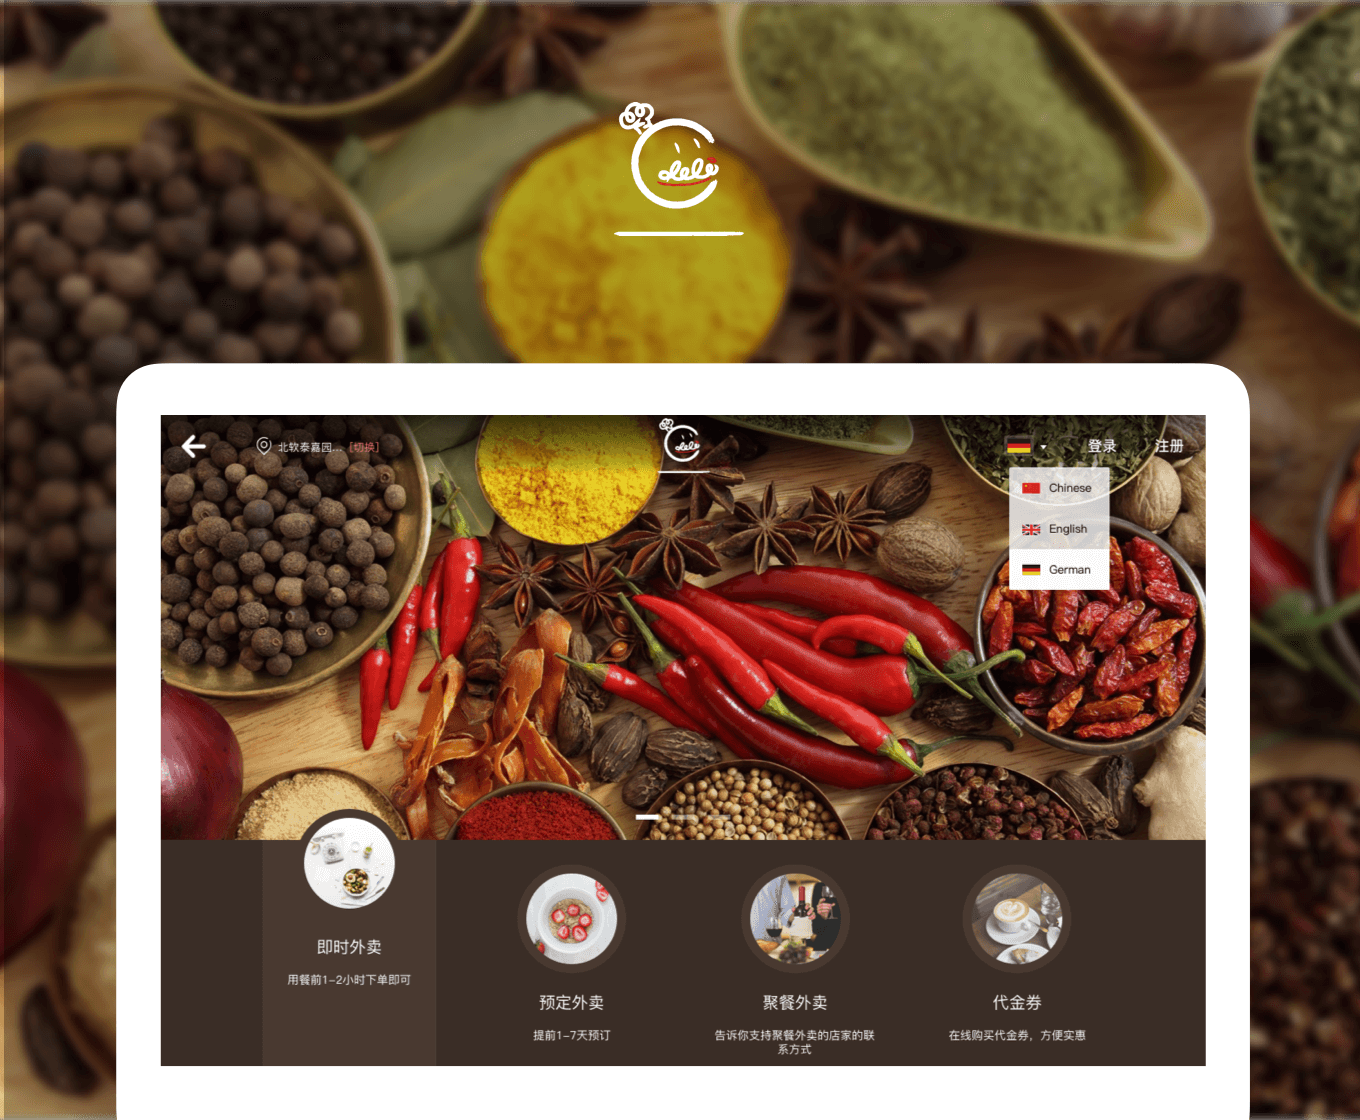 dele
北软泰嘉园... [切换]
dele
登录
注册
Chinese
English
German
即时外卖
用餐前1-2小时下单即可
预定外卖
提前1-7天预订
聚餐外卖
告诉你支持聚餐外卖的店家的联
系方式
代金券
在线购买代金券，方便实惠